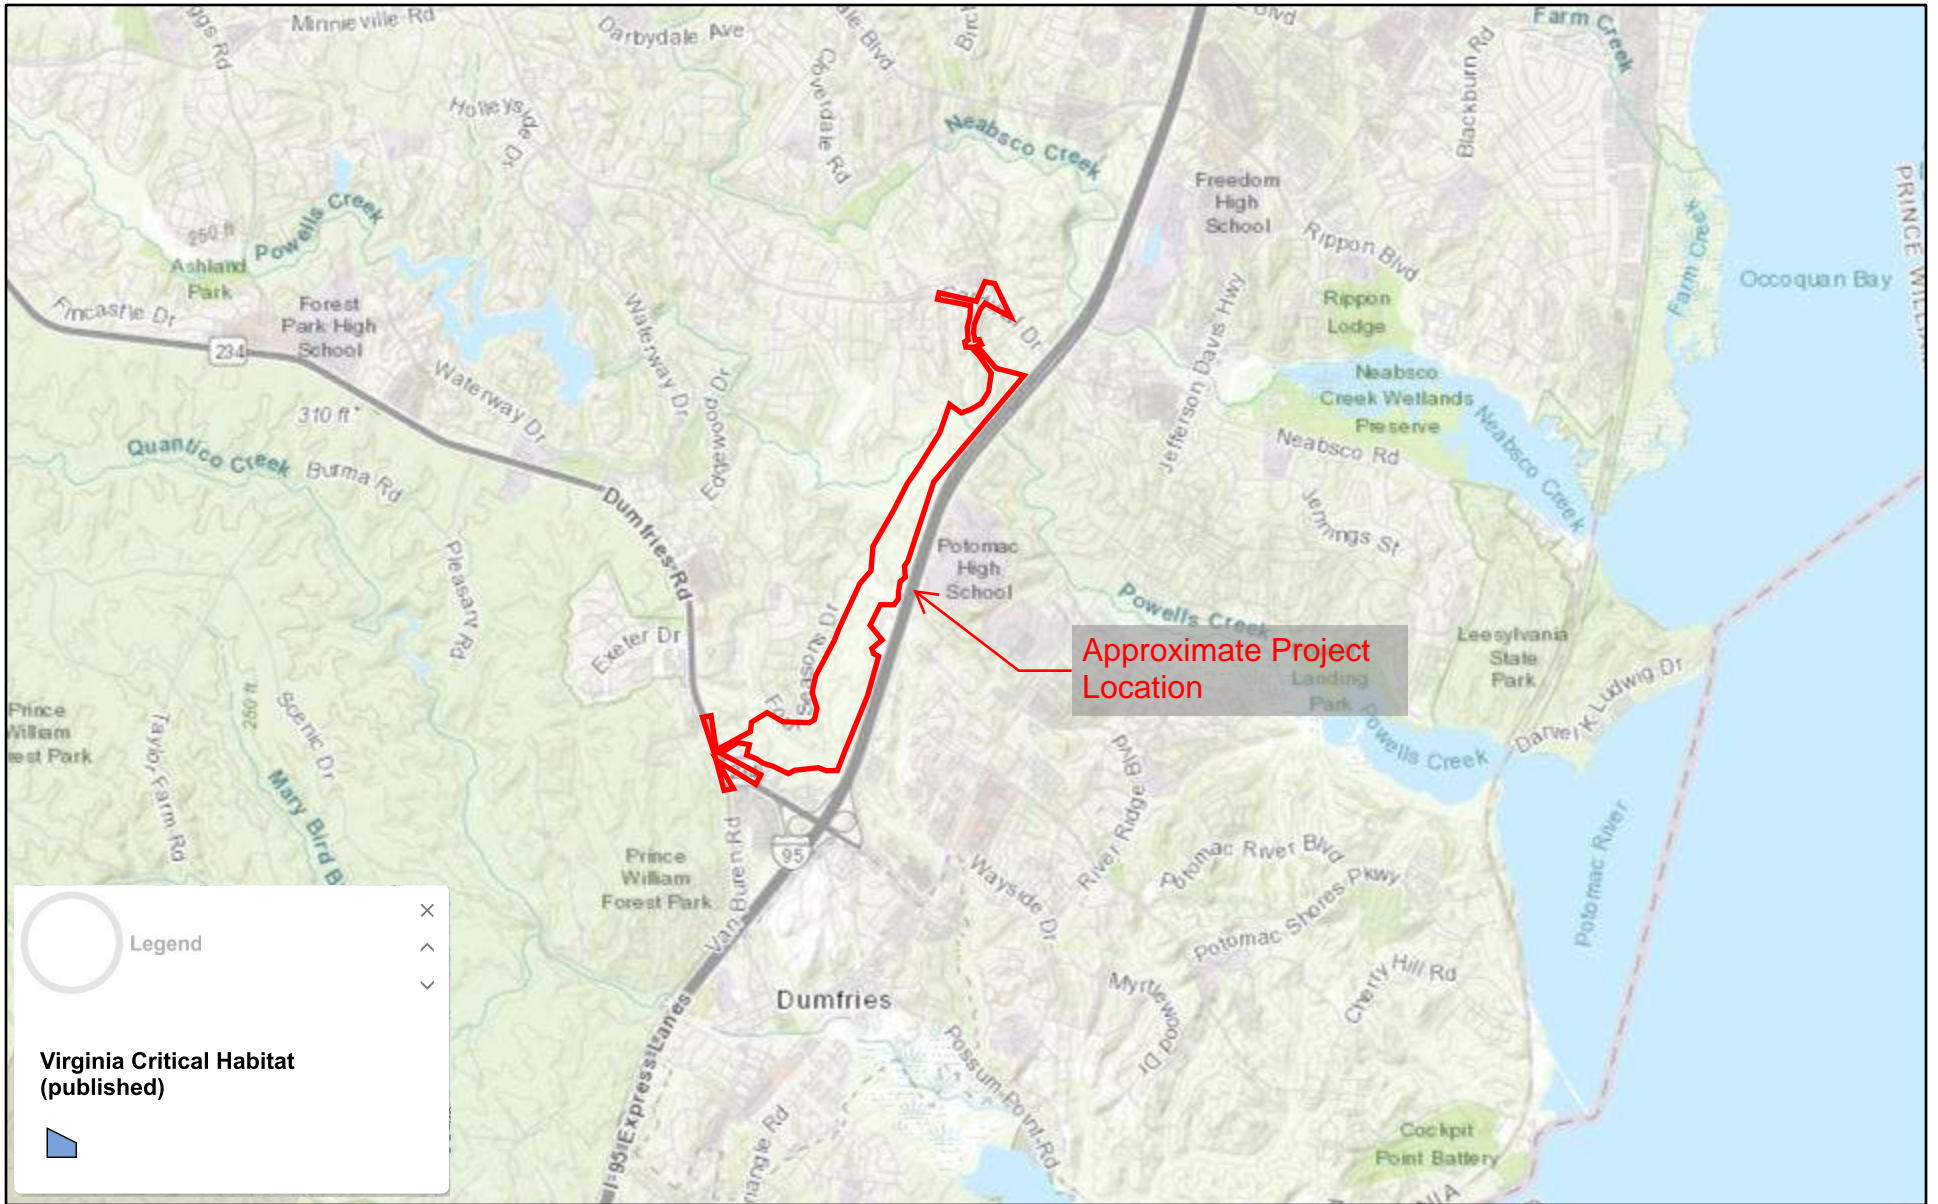 Minnieville Rd
Darbydale Ave
Farm Creek
Blackburn Rd
Holleyside Dr
Cloverdale Rd
Neabsco Creek
Freedom
High
School
PRINCE
Powells Creek
250 ft
Ashland
Park
Rippon Blvd
Farm Creek
Occoquan Bay
Fincastle Dr
Forest
Park High
School
234
Waterway Dr
Rippon
Lodge
Jefferson Davis Hwy
Waterway Dr
Edgewood Dr
310 ft
Neabsco
Creek Wetlands
Preserve
Neabsco Creek
Neabsco Rd
Quantico Creek
Burma Rd
Dumfries Rd
Jennings St
Pleasant Rd
Potomac
High
School
Powells Creek
Exeter Dr
Approximate Project
Location
Landing
Park
Leesylvania
State
Park
Daniel K Ludwig Dr
Powells Creek
Seasons Dr
Prince
William
Taylor Farm Rd
250 ft
Scenic Dr
Mary Bird
Prince
William
Forest Park
Van Buren Rd
95
River Ridge Blvd
Potomac River Blvd
Potomac Shores Pkwy
Wayside Dr
Potomac River
Cherry Hill Rd
Myrtlewood Dr
Dumfries
Possum Point Rd
I-95 Express Lanes
Cockpit
Point Battery
Legend
Virginia Critical Habitat
(published)